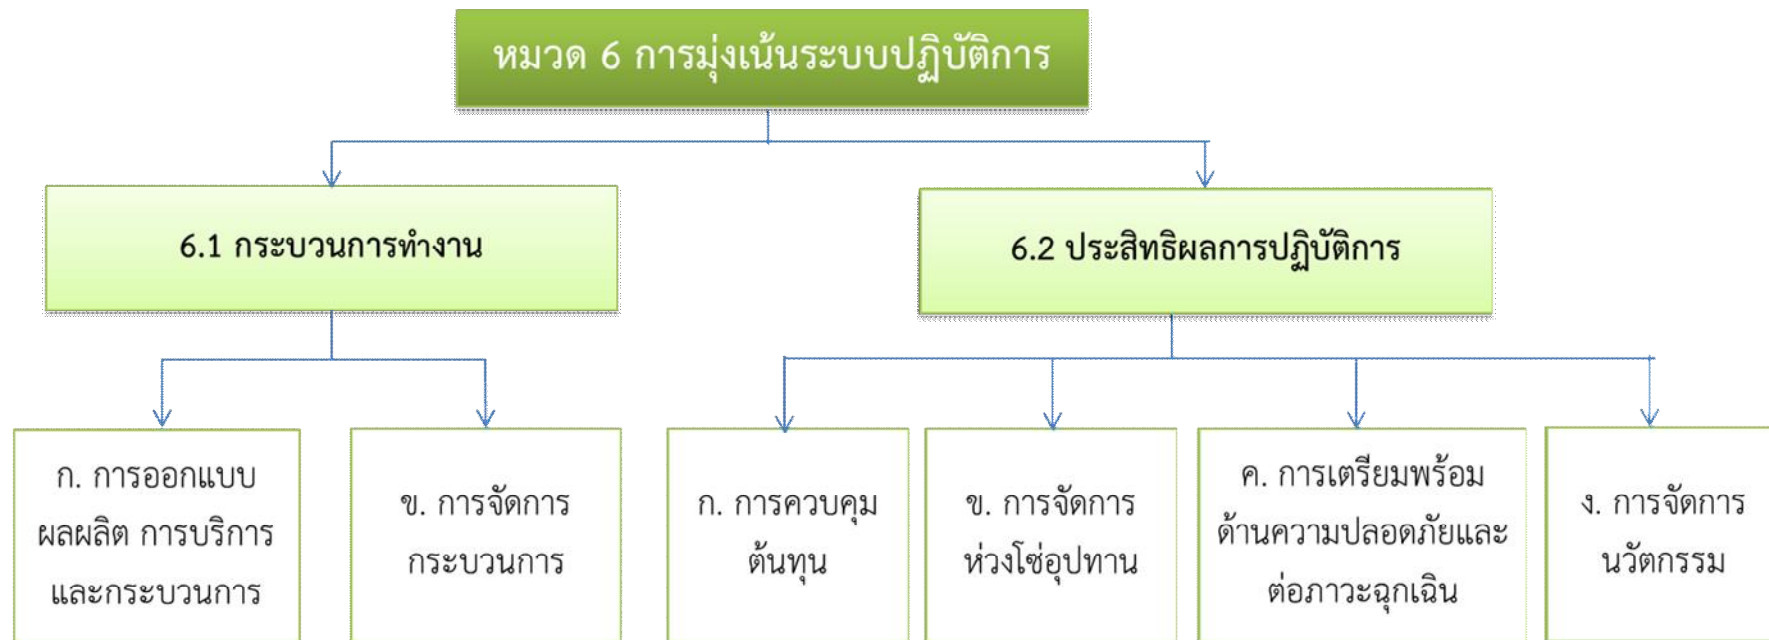 หมวด 6 การมุ่งเน้นระบบปฏิบัติการ
6.1 กระบวนการทำงาน
6.2 ประสิทธิผลการปฏิบัติการ
ก. การออกแบบ
ผลผลิต การบริการ
และกระบวนการ
ข. การจัดการ
กระบวนการ
ก. การควบคุม
ต้นทุน
ข. การจัดการ
ห่วงโซ่อุปทาน
ค. การเตรียมพร้อม
ด้านความปลอดภัยและ
ต่อภาวะฉุกเฉิน
ง. การจัดการ
นวัตกรรม